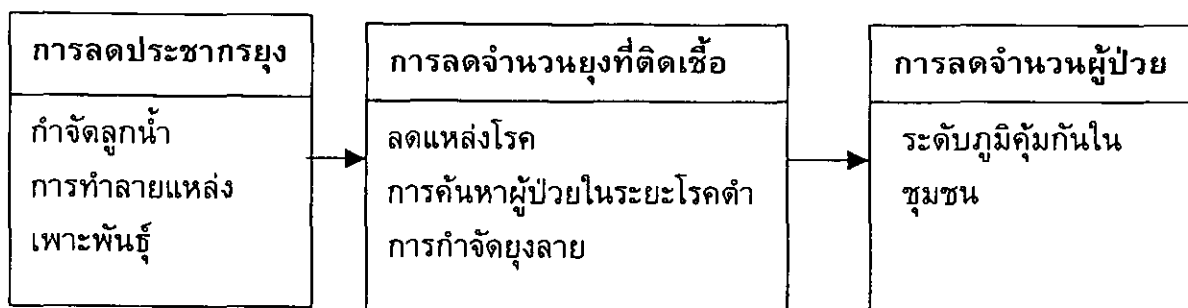 การลดประชากรยุง
กำจัดลูกน้ำ
การทำลายแหล่ง
เพาะพันธุ์
การลดจำนวนยุงที่ติดเชื้อ
ลดแหล่งโรค
การค้นหาผู้ป่วยในระยะโรคดำ
การกำจัดยุงลาย
การลดจำนวนผู้ป่วย
ระดับภูมิคุ้มกันใน
ชุมชน